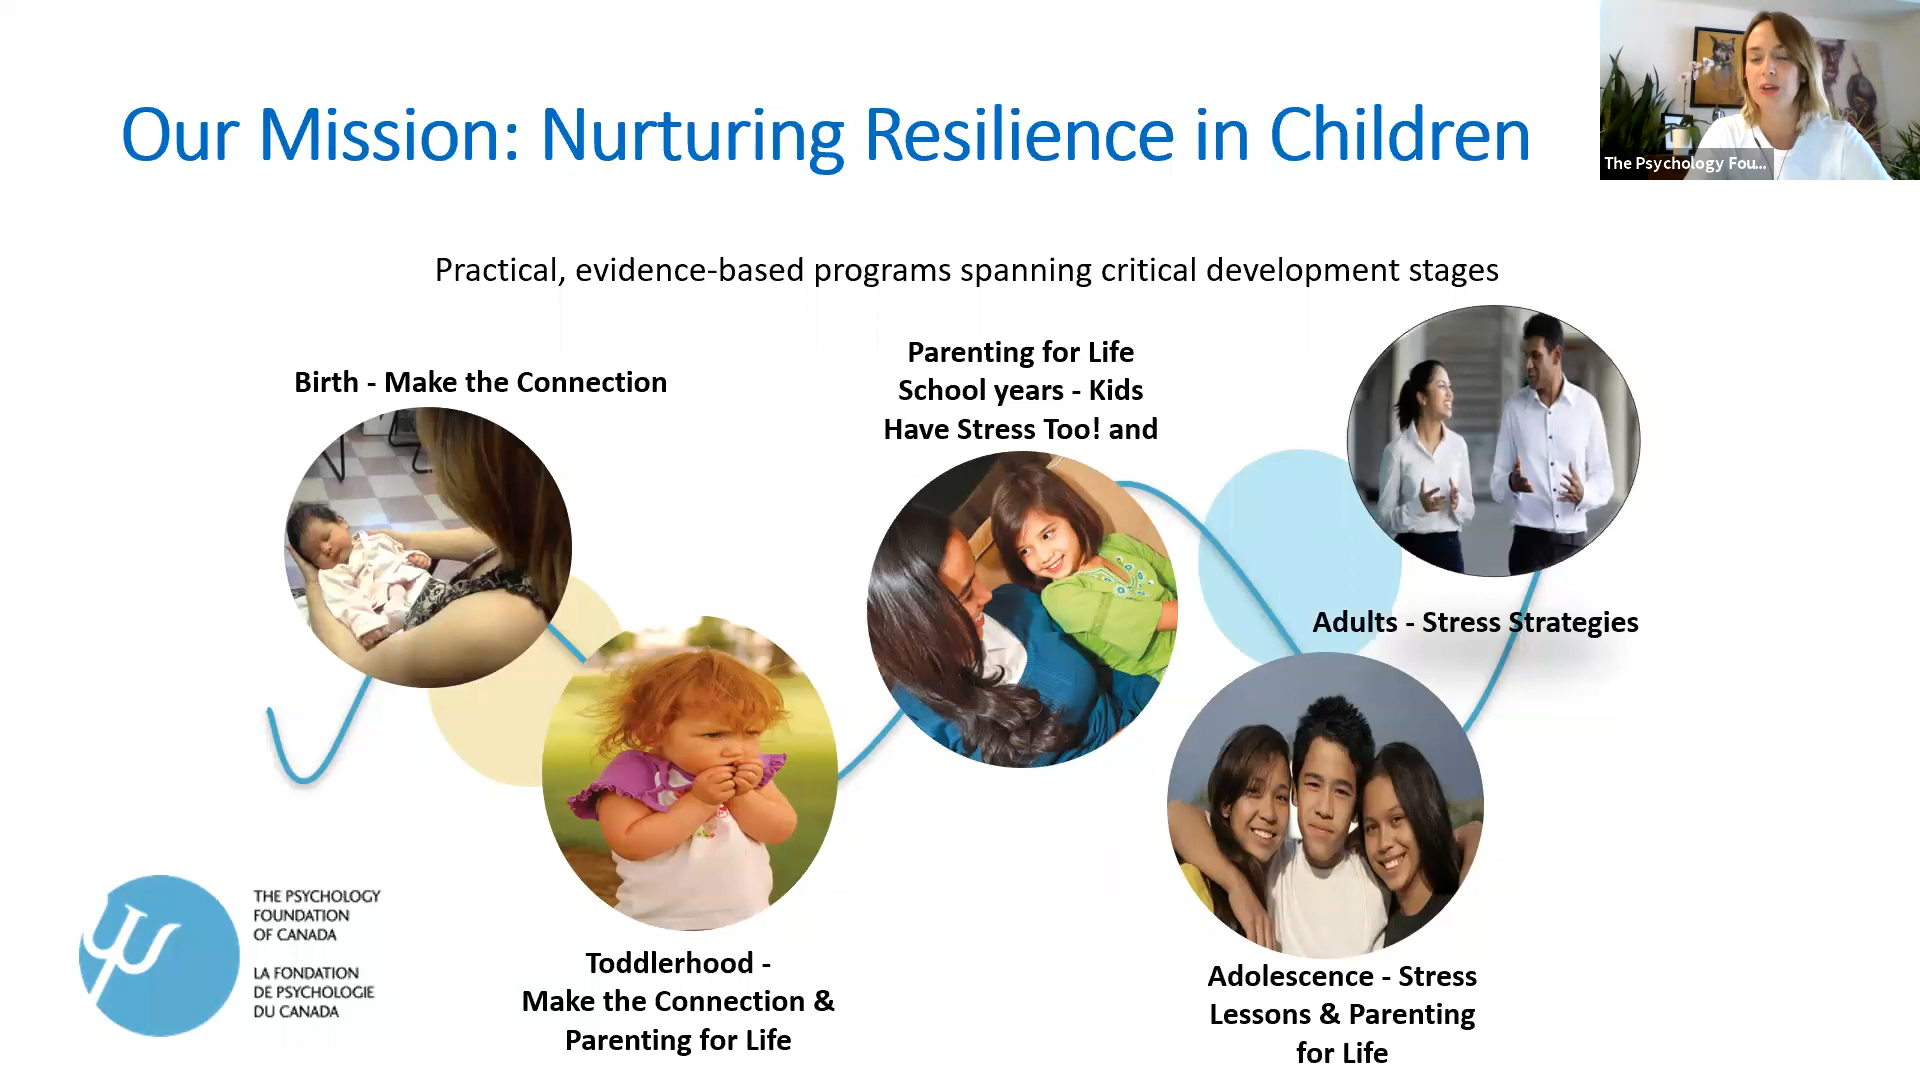 Our Mission: Nurturing Resilience in Children
The Psychology Fou...
Practical, evidence-based programs spanning critical development stages
Birth - Make the Connection
Parenting for Life
School years - Kids
Have Stress Too! and
Adults - Stress Strategies
Toddlerhood -
Make the Connection &
Parenting for Life
Adolescence - Stress
Lessons & Parenting
for Life
THE PSYCHOLOGY
FOUNDATION
OF CANADA
LA FONDATION
DE PSYCHOLOGIE
DU CANADA